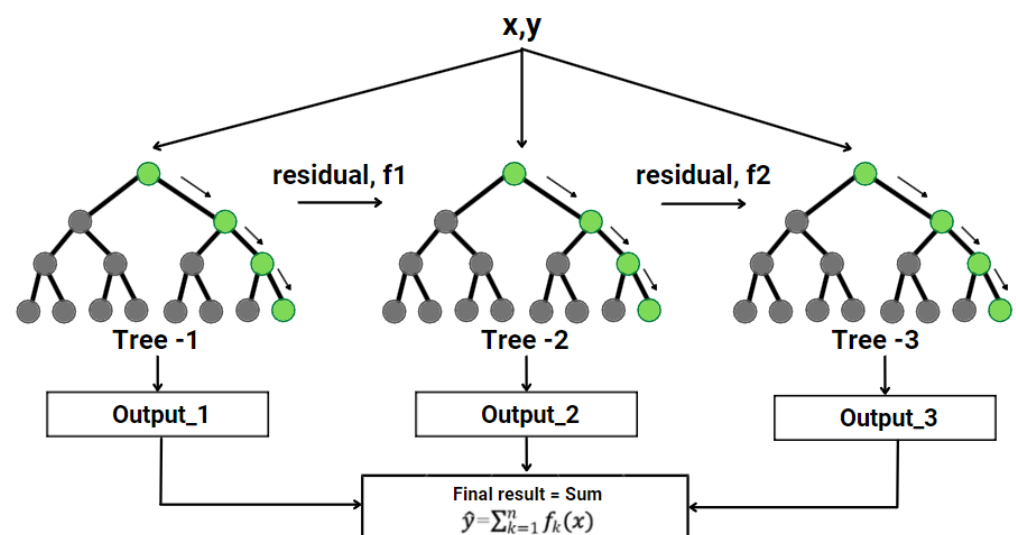 x,y
residual, f1
residual, f2
Tree -1
Tree -2
Tree -3
Output_1
Output_2
Output_3
Final result = Sum
ŷ=∑ⁿₖ₌₁ fₖ(x)